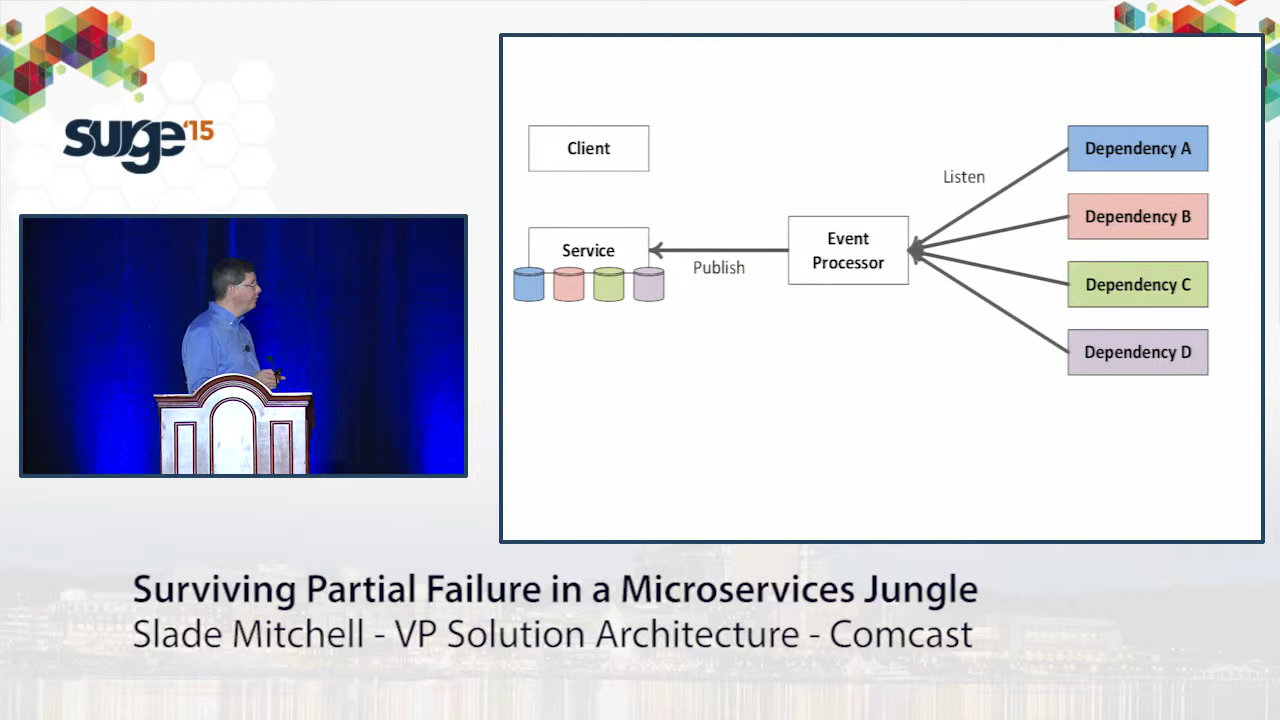 surge '15
Client
Service
Publish
Event
Processor
Listen
Dependency A
Dependency B
Dependency C
Dependency D
Surviving Partial Failure in a Microservices Jungle
Slade Mitchell - VP Solution Architecture - Comcast